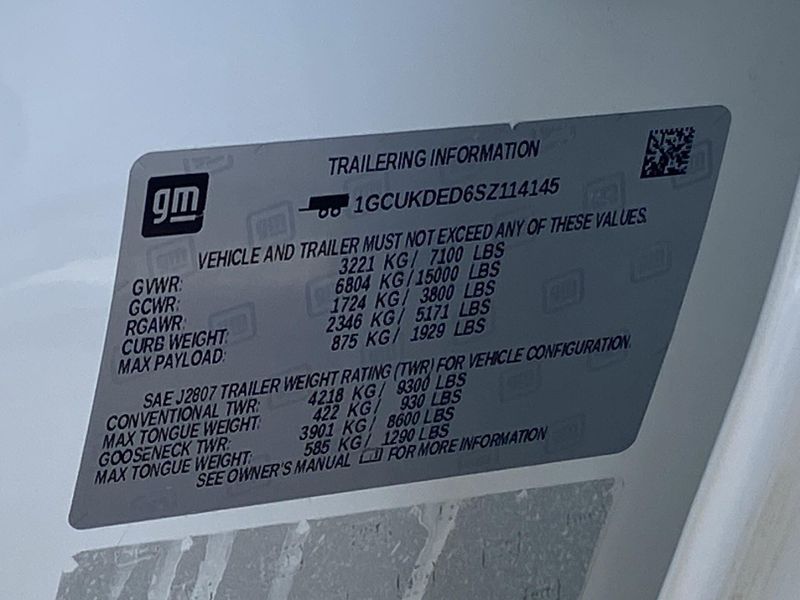 TRAILERING INFORMATION
gm
1GCUKDED6SZ114145
VEHICLE AND TRAILER MUST NOT EXCEED ANY OF THESE VALUES.
GVWR: 3221 KG/ 7100 LBS
GCWR: 6804 KG/15000 LBS
RGAWR: 1724 KG/ 3800 LBS
CURB WEIGHT: 2346 KG/ 5171 LBS
MAX PAYLOAD: 875 KG/ 1929 LBS
SAE J2807 TRAILER WEIGHT RATING (TWR) FOR VEHICLE CONFIGURATION.
CONVENTIONAL TWR: 4218 KG/ 9300 LBS
MAX TONGUE WEIGHT: 422 KG/ 930 LBS
GOOSENECK TWR: 3901 KG/ 8600 LBS
MAX TONGUE WEIGHT: 585 KG/ 1290 LBS
SEE OWNER'S MANUAL FOR MORE INFORMATION